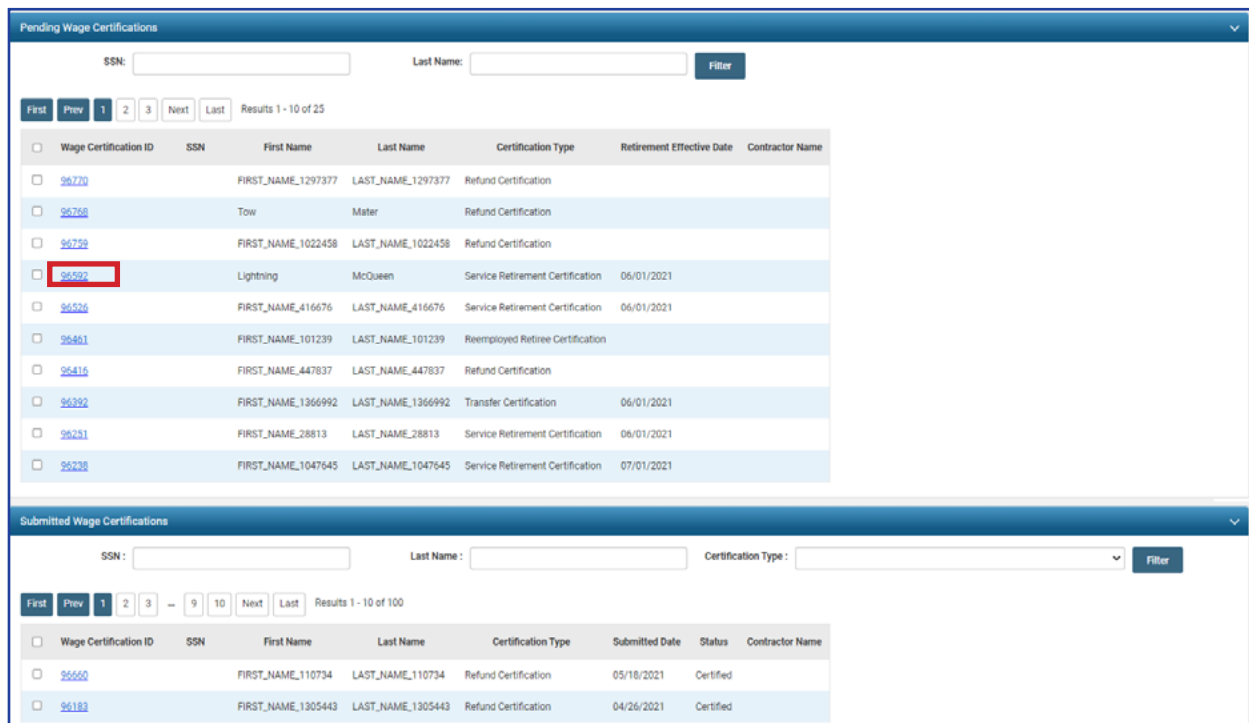 Pending Wage Certifications
SSN: Last Name: Filter
First Prev 1 2 3 Next Last Results 1 - 10 of 25
Wage Certification ID SSN First Name Last Name Certification Type Retirement Effective Date Contractor Name
96770 FIRST_NAME_1297377 LAST_NAME_1297377 Refund Certification
96768 Tow Mater Refund Certification
96759 FIRST_NAME_1022458 LAST_NAME_1022458 Refund Certification
96592 Lightning McQueen Service Retirement Certification 06/01/2021
96526 FIRST_NAME_416676 LAST_NAME_416676 Service Retirement Certification 06/01/2021
96461 FIRST_NAME_101239 LAST_NAME_101239 Reemployed Retiree Certification
96416 FIRST_NAME_447837 LAST_NAME_447837 Refund Certification
96392 FIRST_NAME_1366992 LAST_NAME_1366992 Transfer Certification 06/01/2021
96251 FIRST_NAME_28813 LAST_NAME_28813 Service Retirement Certification 06/01/2021
96238 FIRST_NAME_1047645 LAST_NAME_1047645 Service Retirement Certification 07/01/2021
Submitted Wage Certifications
SSN : Last Name : Certification Type : Filter
First Prev 1 2 3 … 9 10 Next Last Results 1 - 10 of 100
Wage Certification ID SSN First Name Last Name Certification Type Submitted Date Status Contractor Name
96660 FIRST_NAME_110734 LAST_NAME_110734 Refund Certification 05/18/2021 Certified
96183 FIRST_NAME_1305443 LAST_NAME_1305443 Refund Certification 04/26/2021 Certified